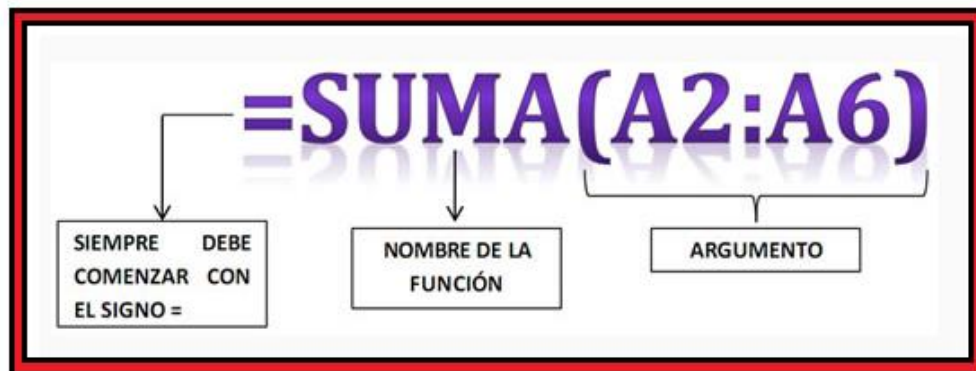 =SUMA(A2:A6)
SIEMPRE DEBE
COMENZAR CON
EL SIGNO =
NOMBRE DE LA
FUNCIÓN
ARGUMENTO